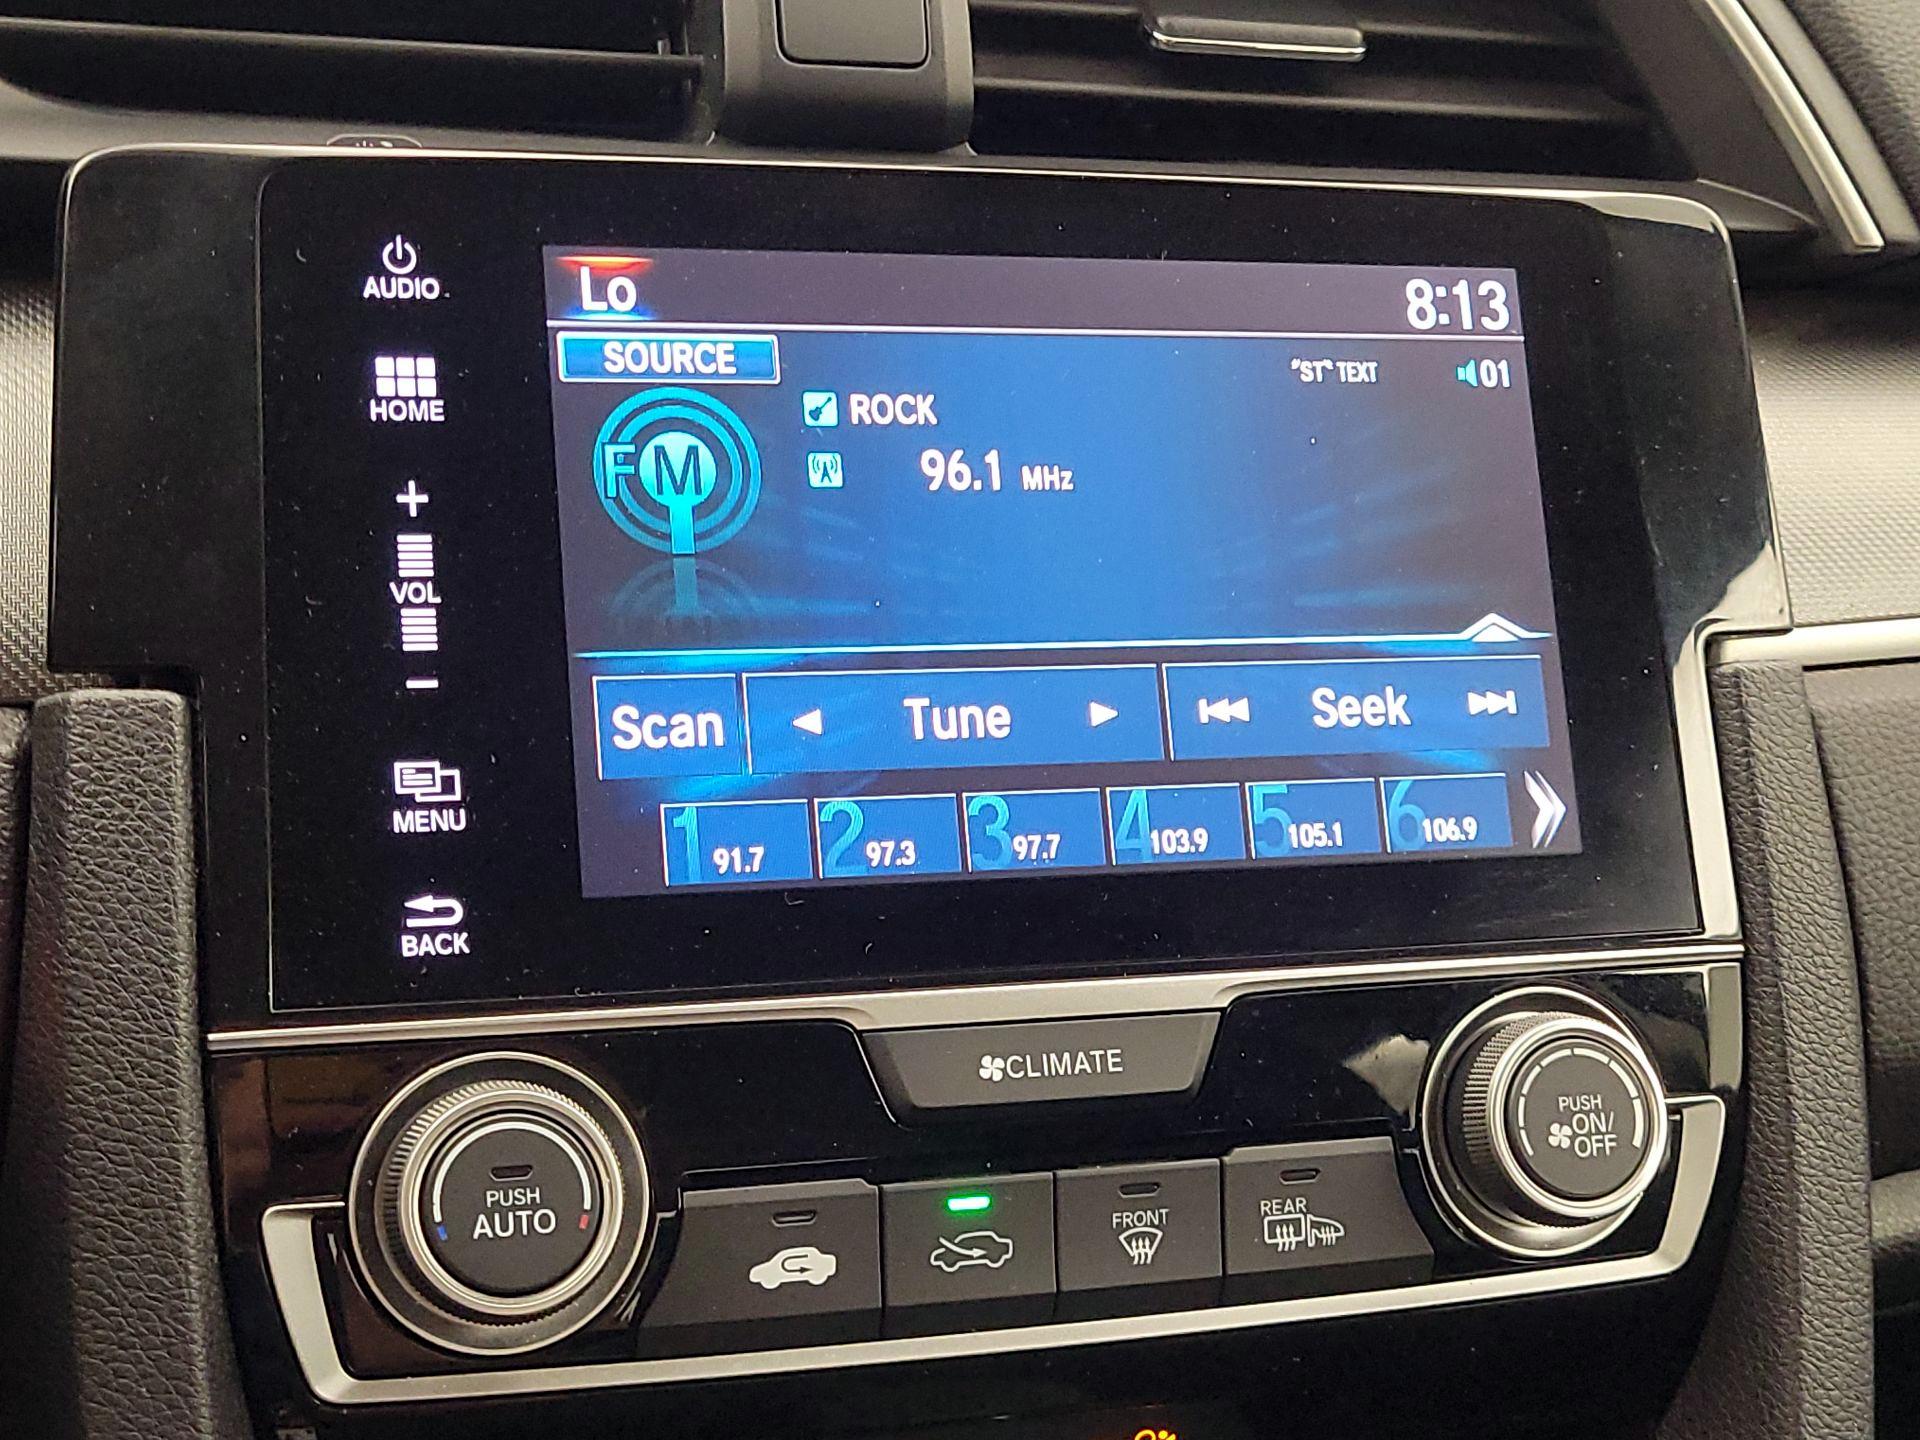 AUDIO
HOME
+
VOL
-
MENU
BACK
Lo
8:13
SOURCE
"ST" TEXT
01
FM
ROCK
96.1 MHz
Scan
Tune
Seek
1 91.7
2 97.3
3 97.7
4 103.9
5 105.1
6 106.9
CLIMATE
PUSH
AUTO
FRONT
REAR
PUSH
ON/
OFF